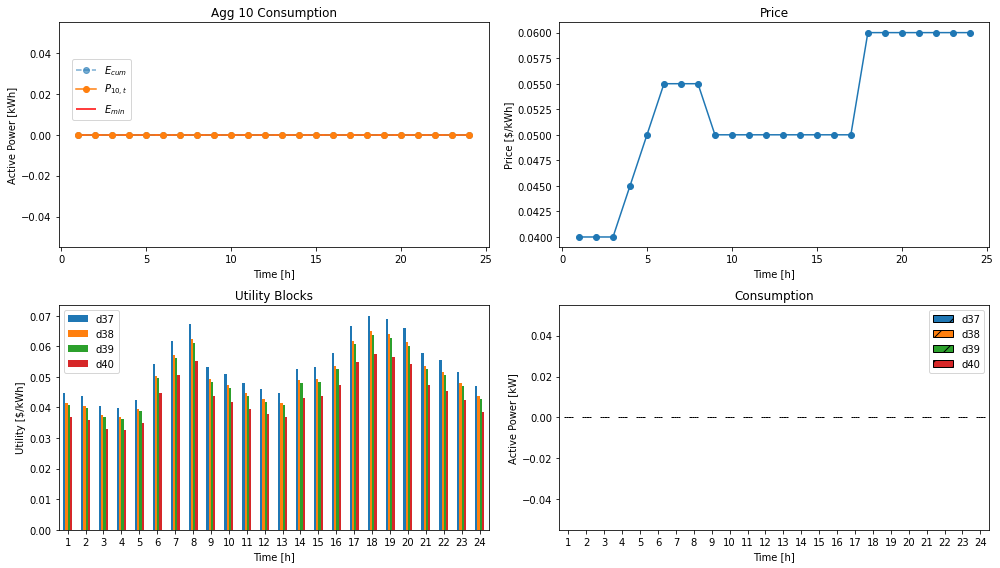 Agg 10 Consumption
Active Power [kWh]
0.04
0.02
0.00
−0.02
−0.04
E_cum
P_10,t
E_min
0 5 10 15 20 25
Time [h]
Price
Price [$/kWh]
0.0600
0.0575
0.0550
0.0525
0.0500
0.0475
0.0450
0.0425
0.0400
0 5 10 15 20 25
Time [h]
Utility Blocks
Utility [$/kWh]
0.07
0.06
0.05
0.04
0.03
0.02
0.01
0.00
d37
d38
d39
d40
1 2 3 4 5 6 7 8 9 10 11 12 13 14 15 16 17 18 19 20 21 22 23 24
Time [h]
Consumption
Active Power [kW]
0.04
0.02
0.00
−0.02
−0.04
d37
d38
d39
d40
1 2 3 4 5 6 7 8 9 10 11 12 13 14 15 16 17 18 19 20 21 22 23 24
Time [h]